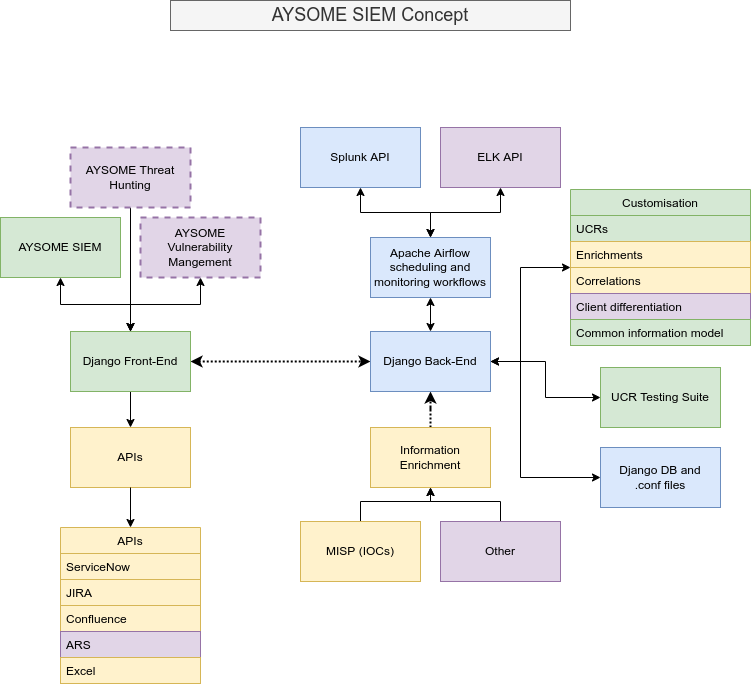 AYSOME SIEM Concept
Splunk API
ELK API
AYSOME Threat
Hunting
AYSOME SIEM
AYSOME
Vulnerability
Mangement
Apache Airflow
scheduling and
monitoring workflows
Customisation
UCRs
Enrichments
Correlations
Client differentiation
Common information model
Django Front-End
Django Back-End
UCR Testing Suite
APIs
Information
Enrichment
Django DB and
.conf files
APIs
ServiceNow
JIRA
Confluence
ARS
Excel
MISP (IOCs)
Other